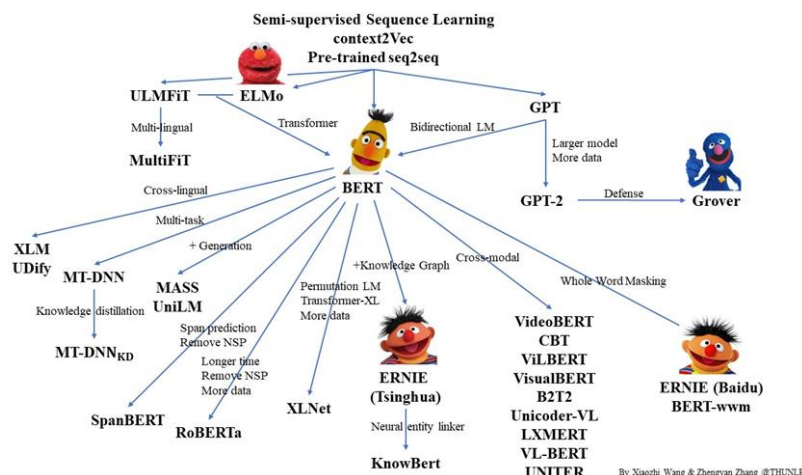 Semi-supervised Sequence Learning
context2Vec
Pre-trained seq2seq
ULMFiT
ELMo
GPT
Multi-lingual
Transformer
Bidirectional LM
MultiFiT
Larger model
More data
BERT
Cross-lingual
GPT-2
Defense
Grover
Multi-task
XLM
UDify
+ Generation
MT-DNN
MASS
UniLM
+Knowledge Graph
Cross-modal
Whole Word Masking
Permutation LM
Transformer-XL
More data
Knowledge distillation
Span prediction
Remove NSP
MT-DNNKD
Longer time
Remove NSP
More data
VideoBERT
CBT
ViLBERT
VisualBERT
B2T2
Unicoder-VL
LXMERT
VL-BERT
UNITER
ERNIE
(Tsinghua)
ERNIE (Baidu)
BERT-wwm
SpanBERT
RoBERTa
XLNet
Neural entity linker
KnowBert
By Xiaozhi Wang & Zhengyan Zhang @THUNLP